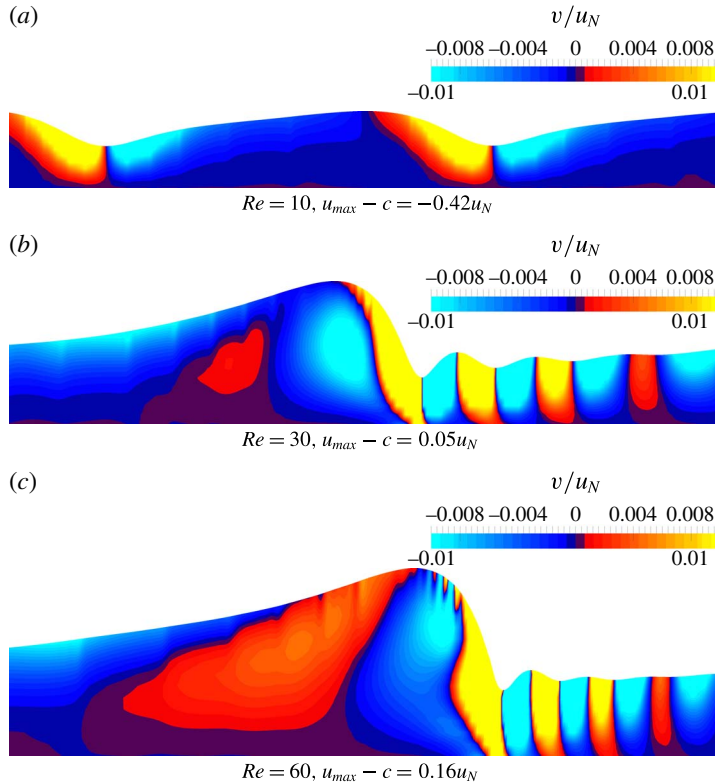 (a)
v/u_N
−0.008 −0.004 0 0.004 0.008
−0.01 0.01
Re = 10, u_max − c = −0.42u_N
(b)
v/u_N
−0.008 −0.004 0 0.004 0.008
−0.01 0.01
Re = 30, u_max − c = 0.05u_N
(c)
v/u_N
−0.008 −0.004 0 0.004 0.008
−0.01 0.01
Re = 60, u_max − c = 0.16u_N